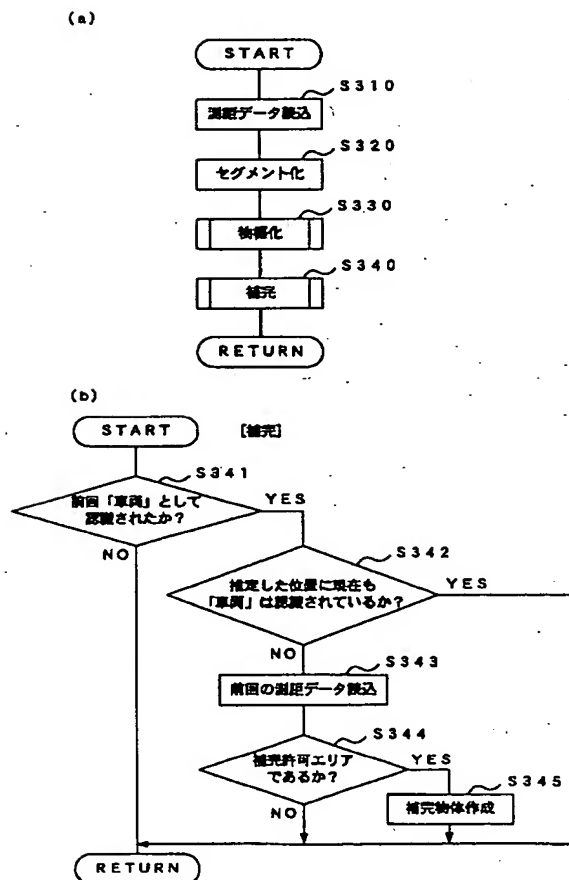 (a)
START
S310
測距データ読込
S320
セグメント化
S330
物標化
S340
補完
RETURN
(b)
START
[補完]
S341
前回「車両」として
認識されたか?
YES
NO
S342
推定した位置に現在も
「車両」は認識されているか?
YES
NO
S343
前回の測距データ読込
S344
補完許可エリア
であるか?
YES
S345
NO
補完物体作成
RETURN